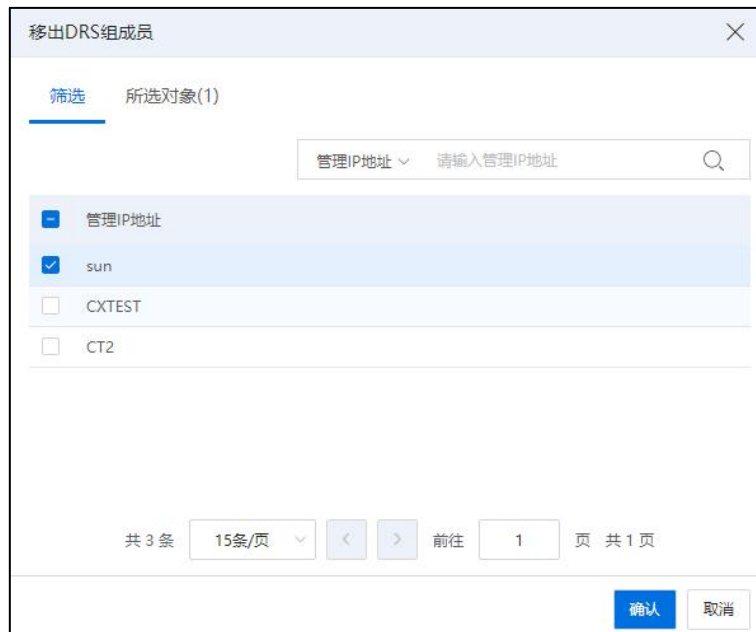 移出DRS组成员
筛选 所选对象(1)
管理IP地址 请输入管理IP地址
管理IP地址
sun
CXTEST
CT2
共 3 条 15条/页 前往 1 页 共 1 页
确认 取消